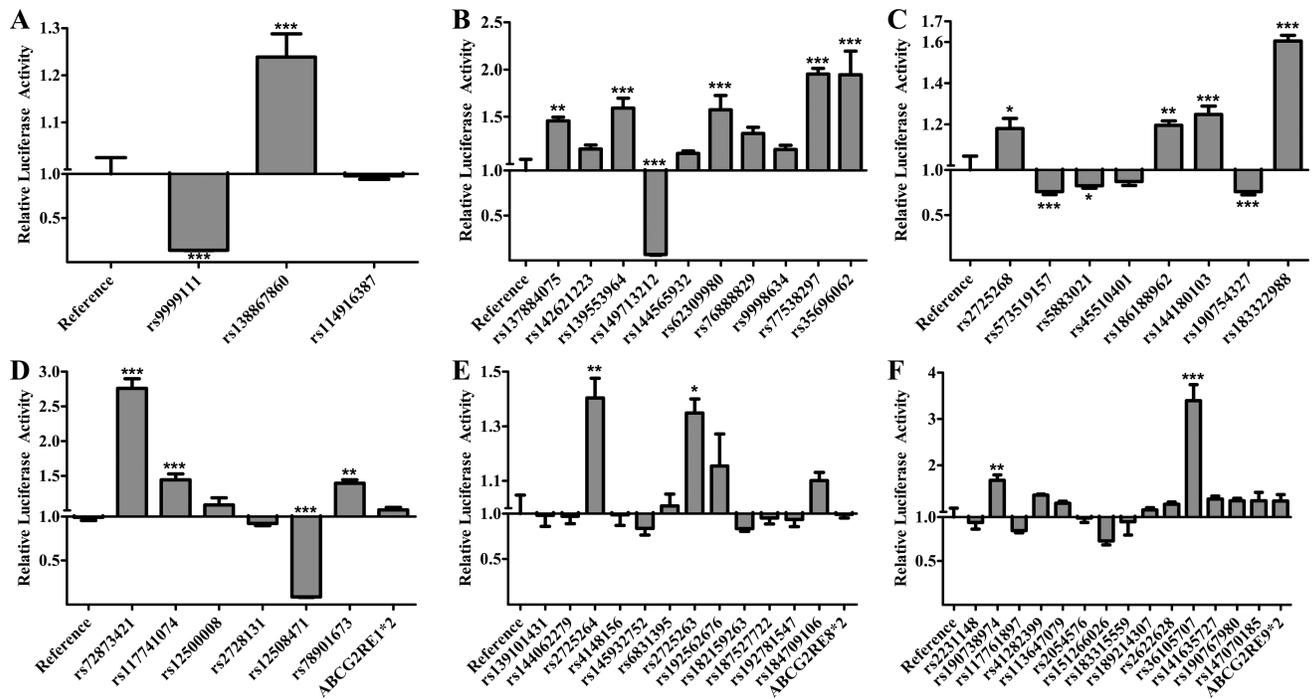 A
Relative Luciferase Activity
1.3
1.2
1.1
1.0
0.5
***
***
Reference
rs9999111
rs138867860
rs114916387
B
Relative Luciferase Activity
2.5
2.0
1.5
1.0
0.5
**
***
***
***
***
***
Reference
rs137884075
rs142621223
rs139553964
rs149713212
rs144565932
rs62309980
rs76888829
rs9998634
rs77538297
rs35696062
C
Relative Luciferase Activity
1.7
1.6
1.4
1.2
1.0
0.5
*
***
*
**
***
***
***
Reference
rs2725268
rs573519157
rs5883021
rs45510401
rs186188962
rs144180103
rs190754327
rs183322988
D
Relative Luciferase Activity
3.0
2.5
2.0
1.5
1.0
0.5
***
***
***
**
Reference
rs72873421
rs117741074
rs12500008
rs2728131
rs12508471
rs78901673
ABCG2RE1*2
E
Relative Luciferase Activity
1.5
1.3
1.1
1.0
0.5
**
*
Reference
rs139101431
rs144062279
rs2725264
rs4148156
rs145932752
rs6831395
rs2725263
rs192562676
rs182159263
rs187527722
rs192781547
rs184709106
ABCG2RE8*2
F
Relative Luciferase Activity
4
3
2
1.0
0.5
**
***
Reference
rs2231148
rs190738974
rs117761897
rs41282399
rs113647079
rs2054576
rs151266026
rs18315559
rs189214307
rs2622628
rs36105707
rs141635727
rs190767980
rs147070185
ABCG2RE9*2